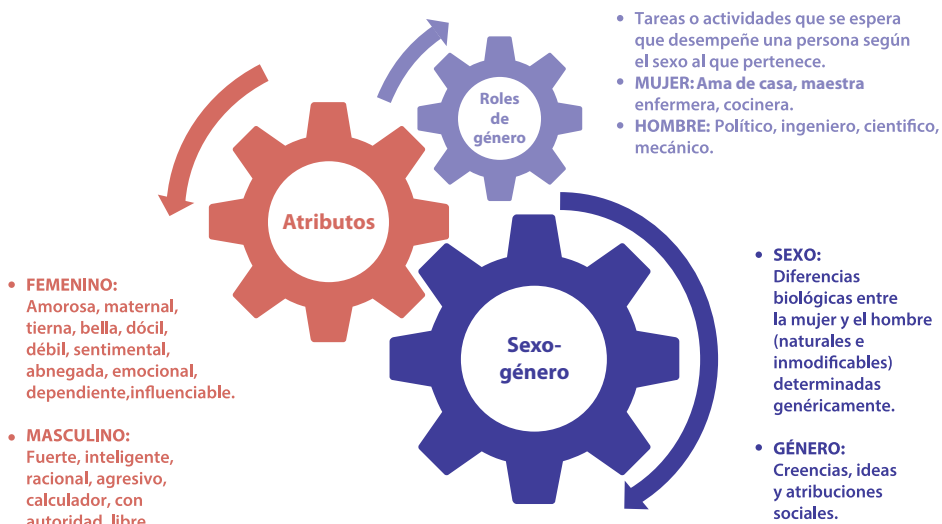 • Tareas o actividades que se espera
que desempeñe una persona según
el sexo al que pertenece.
• MUJER: Ama de casa, maestra
enfermera, cocinera.
• HOMBRE: Político, ingeniero, cientifico,
mecánico.
Roles
de
género
Atributos
Sexo-
género
• FEMENINO:
Amorosa, maternal,
tierna, bella, dócil,
débil, sentimental,
abnegada, emocional,
dependiente,influenciable.
• MASCULINO:
Fuerte, inteligente,
racional, agresivo,
calculador, con
autoridad, libre
• SEXO:
Diferencias
biológicas entre
la mujer y el hombre
(naturales e
inmodificables)
determinadas
genéricamente.
• GÉNERO:
Creencias, ideas
y atribuciones
sociales.